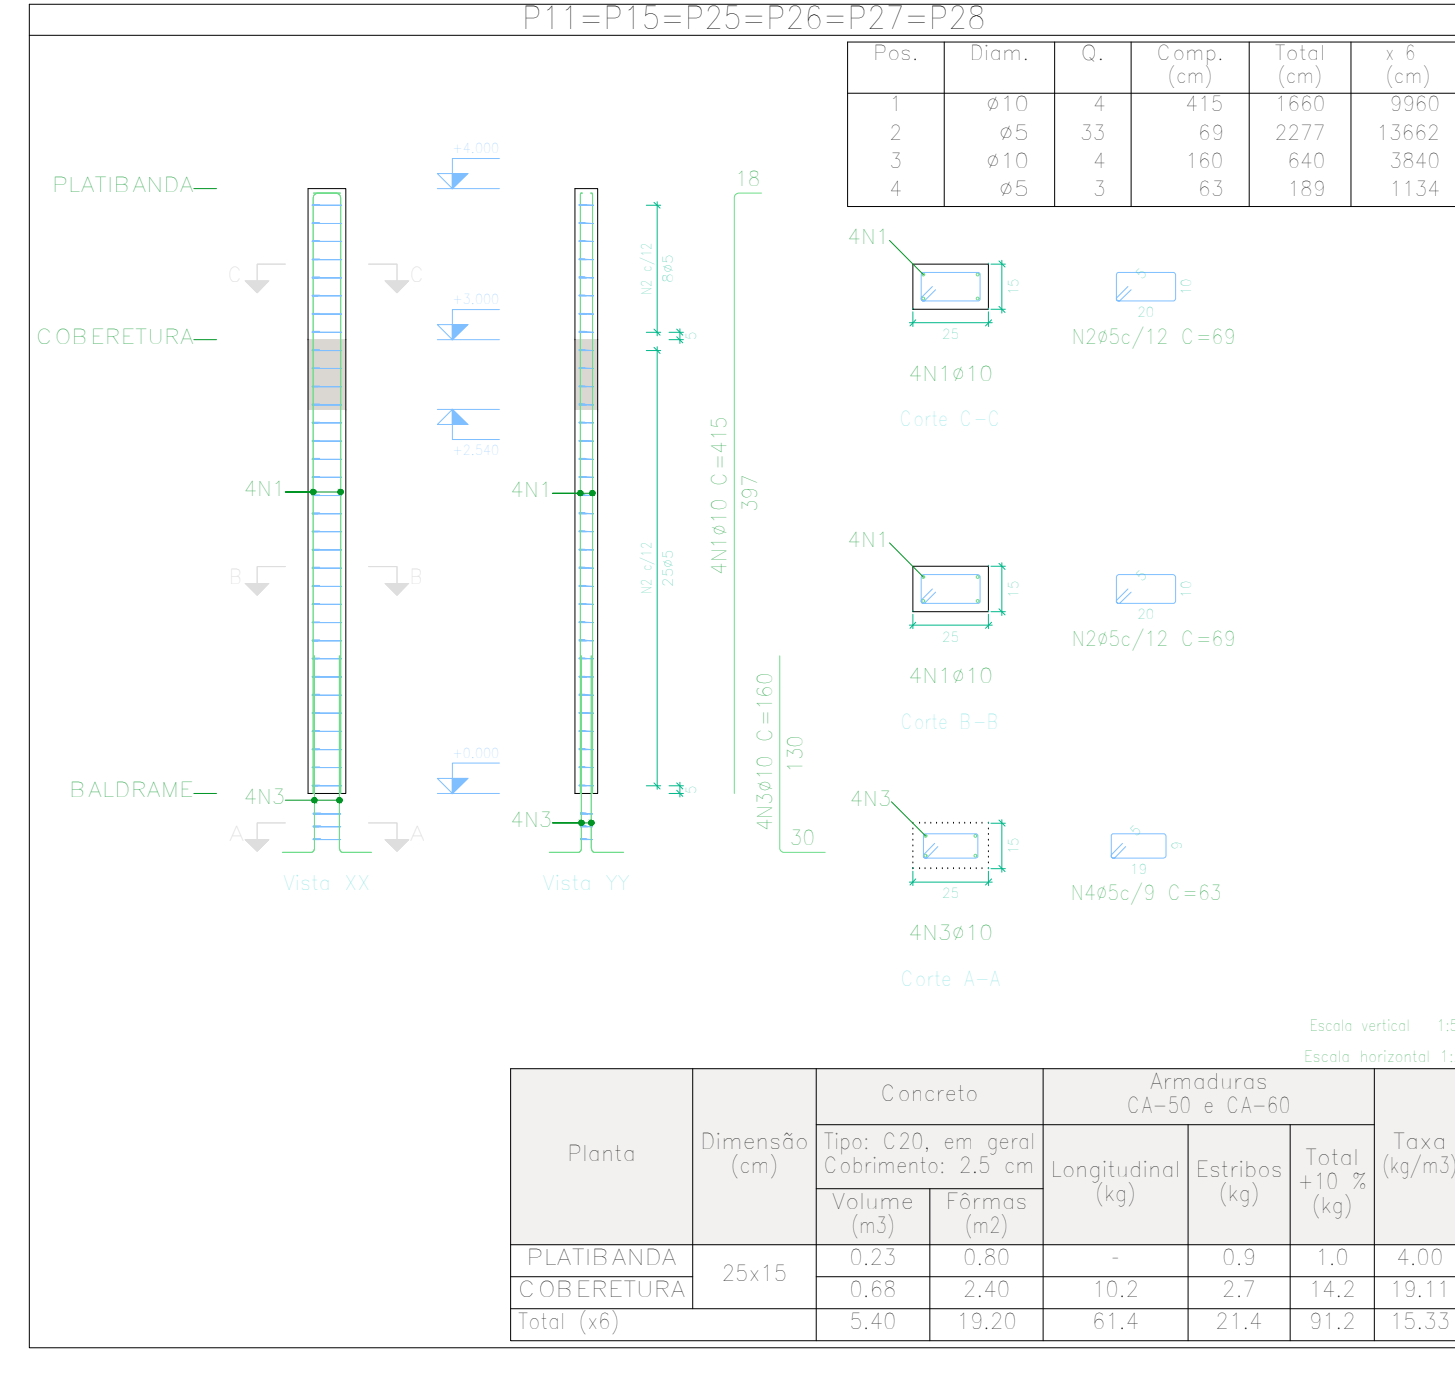 P11=P15=P25=P26=P27=P28
Pos. Diam. Q. Comp. (cm) Total (cm) x 6 (cm)
1 ø10 4 415 1660 9960
2 ø5 33 69 2277 13662
3 ø10 4 160 640 3840
4 ø5 3 63 189 1134
+4.000
PLATIBANDA
18
4N1
C C
N2 c/12
8ø5
15
5
10
25
20
N2ø5c/12 C=69
+3.000
COBERETURA
5
4N1ø10
Corte C-C
+2.540
4N1ø10 C=415
397
4N1
4N1
4N1
B B
N2 c/12
25ø5
15
5
10
25
20
N2ø5c/12 C=69
4N1ø10
Corte B-B
4N3ø10 C=160
130
+0.000
BALDRAME
5
4N3
4N3
4N3
A A
30
15
5
9
25
19
N4ø5c/9 C=63
Vista XX
Vista YY
4N3ø10
Corte A-A
Escala vertical
Escala horizontal
Planta
Dimensão
(cm)
Concreto
Armaduras
CA-50 e CA-60
Taxa
(kg/m3)
Tipo: C20, em geral
Cobrimento: 2.5 cm
Longitudinal
(kg)
Estribos
(kg)
Total
+10 %
(kg)
Volume
(m3)
Fôrmas
(m2)
PLATIBANDA 25x15 0.23 0.80 - 0.9 1.0 4.00
COBERETURA 0.68 2.40 10.2 2.7 14.2 19.11
Total (x6) 5.40 19.20 61.4 21.4 91.2 15.33